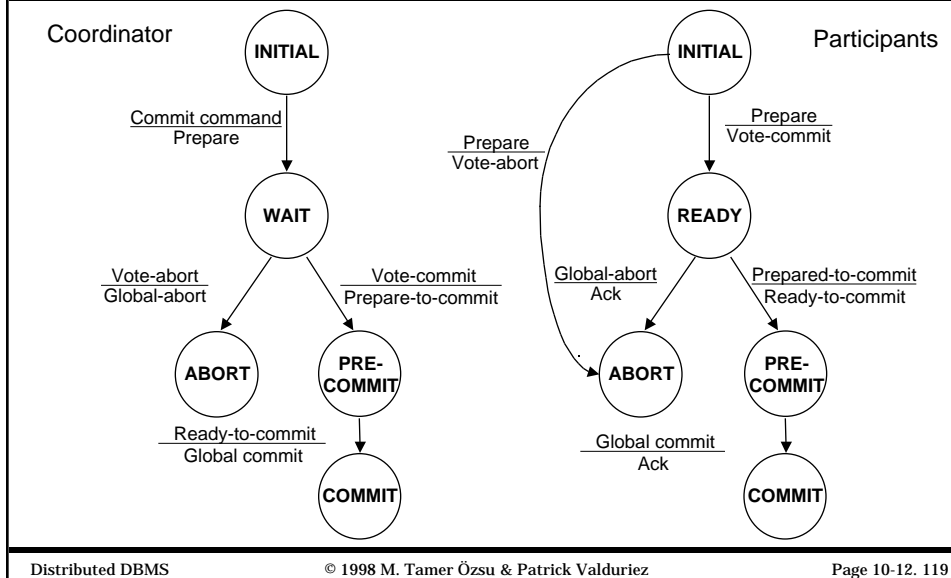 Coordinator
INITIAL
Commit command
Prepare
WAIT
Vote-abort
Global-abort
Vote-commit
Prepare-to-commit
ABORT
PRE-
COMMIT
Ready-to-commit
Global commit
COMMIT
Participants
INITIAL
Prepare
Vote-abort
Prepare
Vote-commit
READY
Global-abort
Ack
Prepared-to-commit
Ready-to-commit
ABORT
PRE-
COMMIT
Global commit
Ack
COMMIT
Distributed DBMS
© 1998 M. Tamer Özsu & Patrick Valduriez
Page 10-12. 119